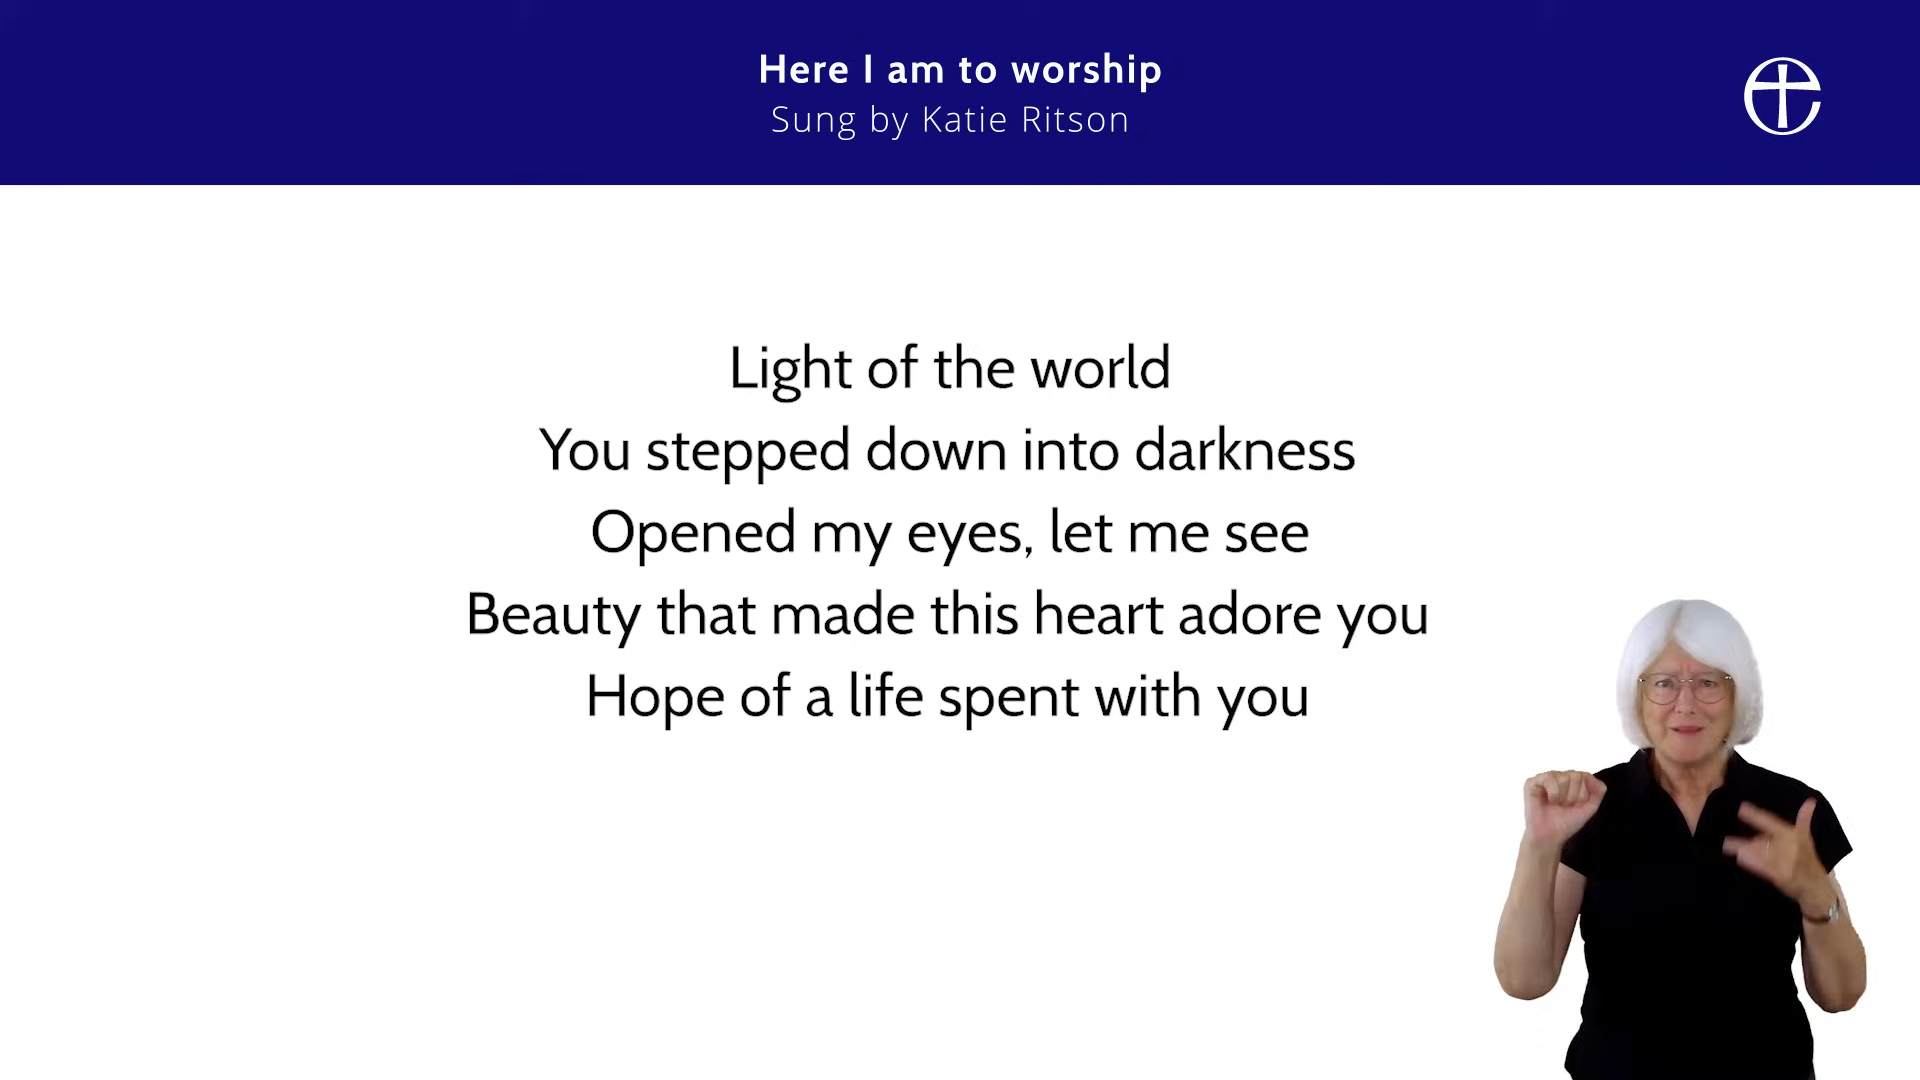 Here I am to worship
Sung by Katie Ritson
Light of the world
You stepped down into darkness
Opened my eyes, let me see
Beauty that made this heart adore you
Hope of a life spent with you